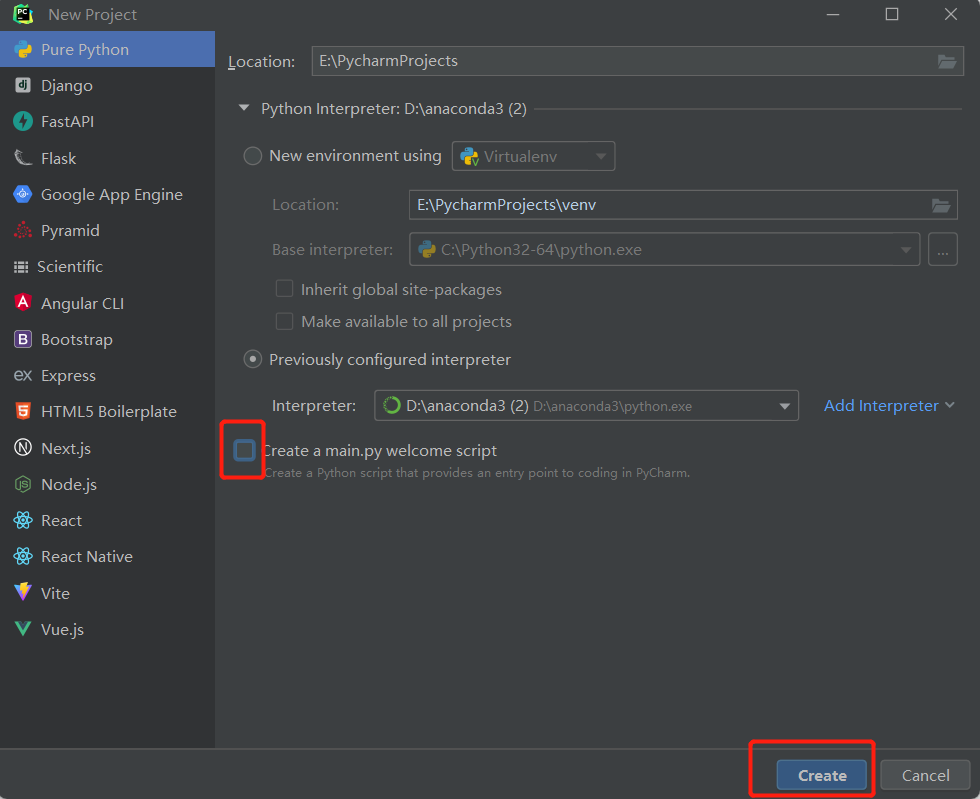 New Project
Pure Python
Django
FastAPI
Flask
Google App Engine
Pyramid
Scientific
Angular CLI
Bootstrap
Express
HTML5 Boilerplate
Next.js
Node.js
React
React Native
Vite
Vue.js
Location: E:\PycharmProjects
Python Interpreter: D:\anaconda3 (2)
New environment using Virtualenv
Location: E:\PycharmProjects\venv
Base interpreter: C:\Python32-64\python.exe ...
Inherit global site-packages
Make available to all projects
Previously configured interpreter
Interpreter: D:\anaconda3 (2) D:\anaconda3\python.exe Add Interpreter
Create a main.py welcome script
Create a Python script that provides an entry point to coding in PyCharm.
Create Cancel